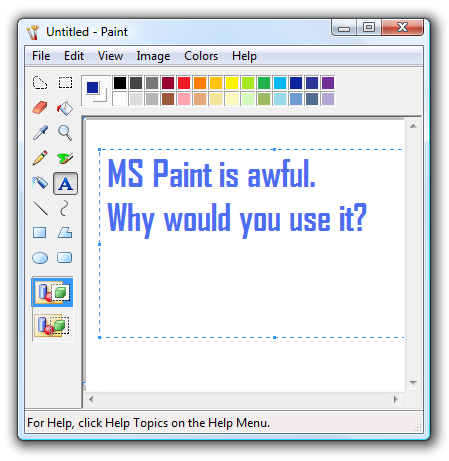 Untitled - Paint
File Edit View Image Colors Help
A
MS Paint is awful.
Why would you use it?
For Help, click Help Topics on the Help Menu.